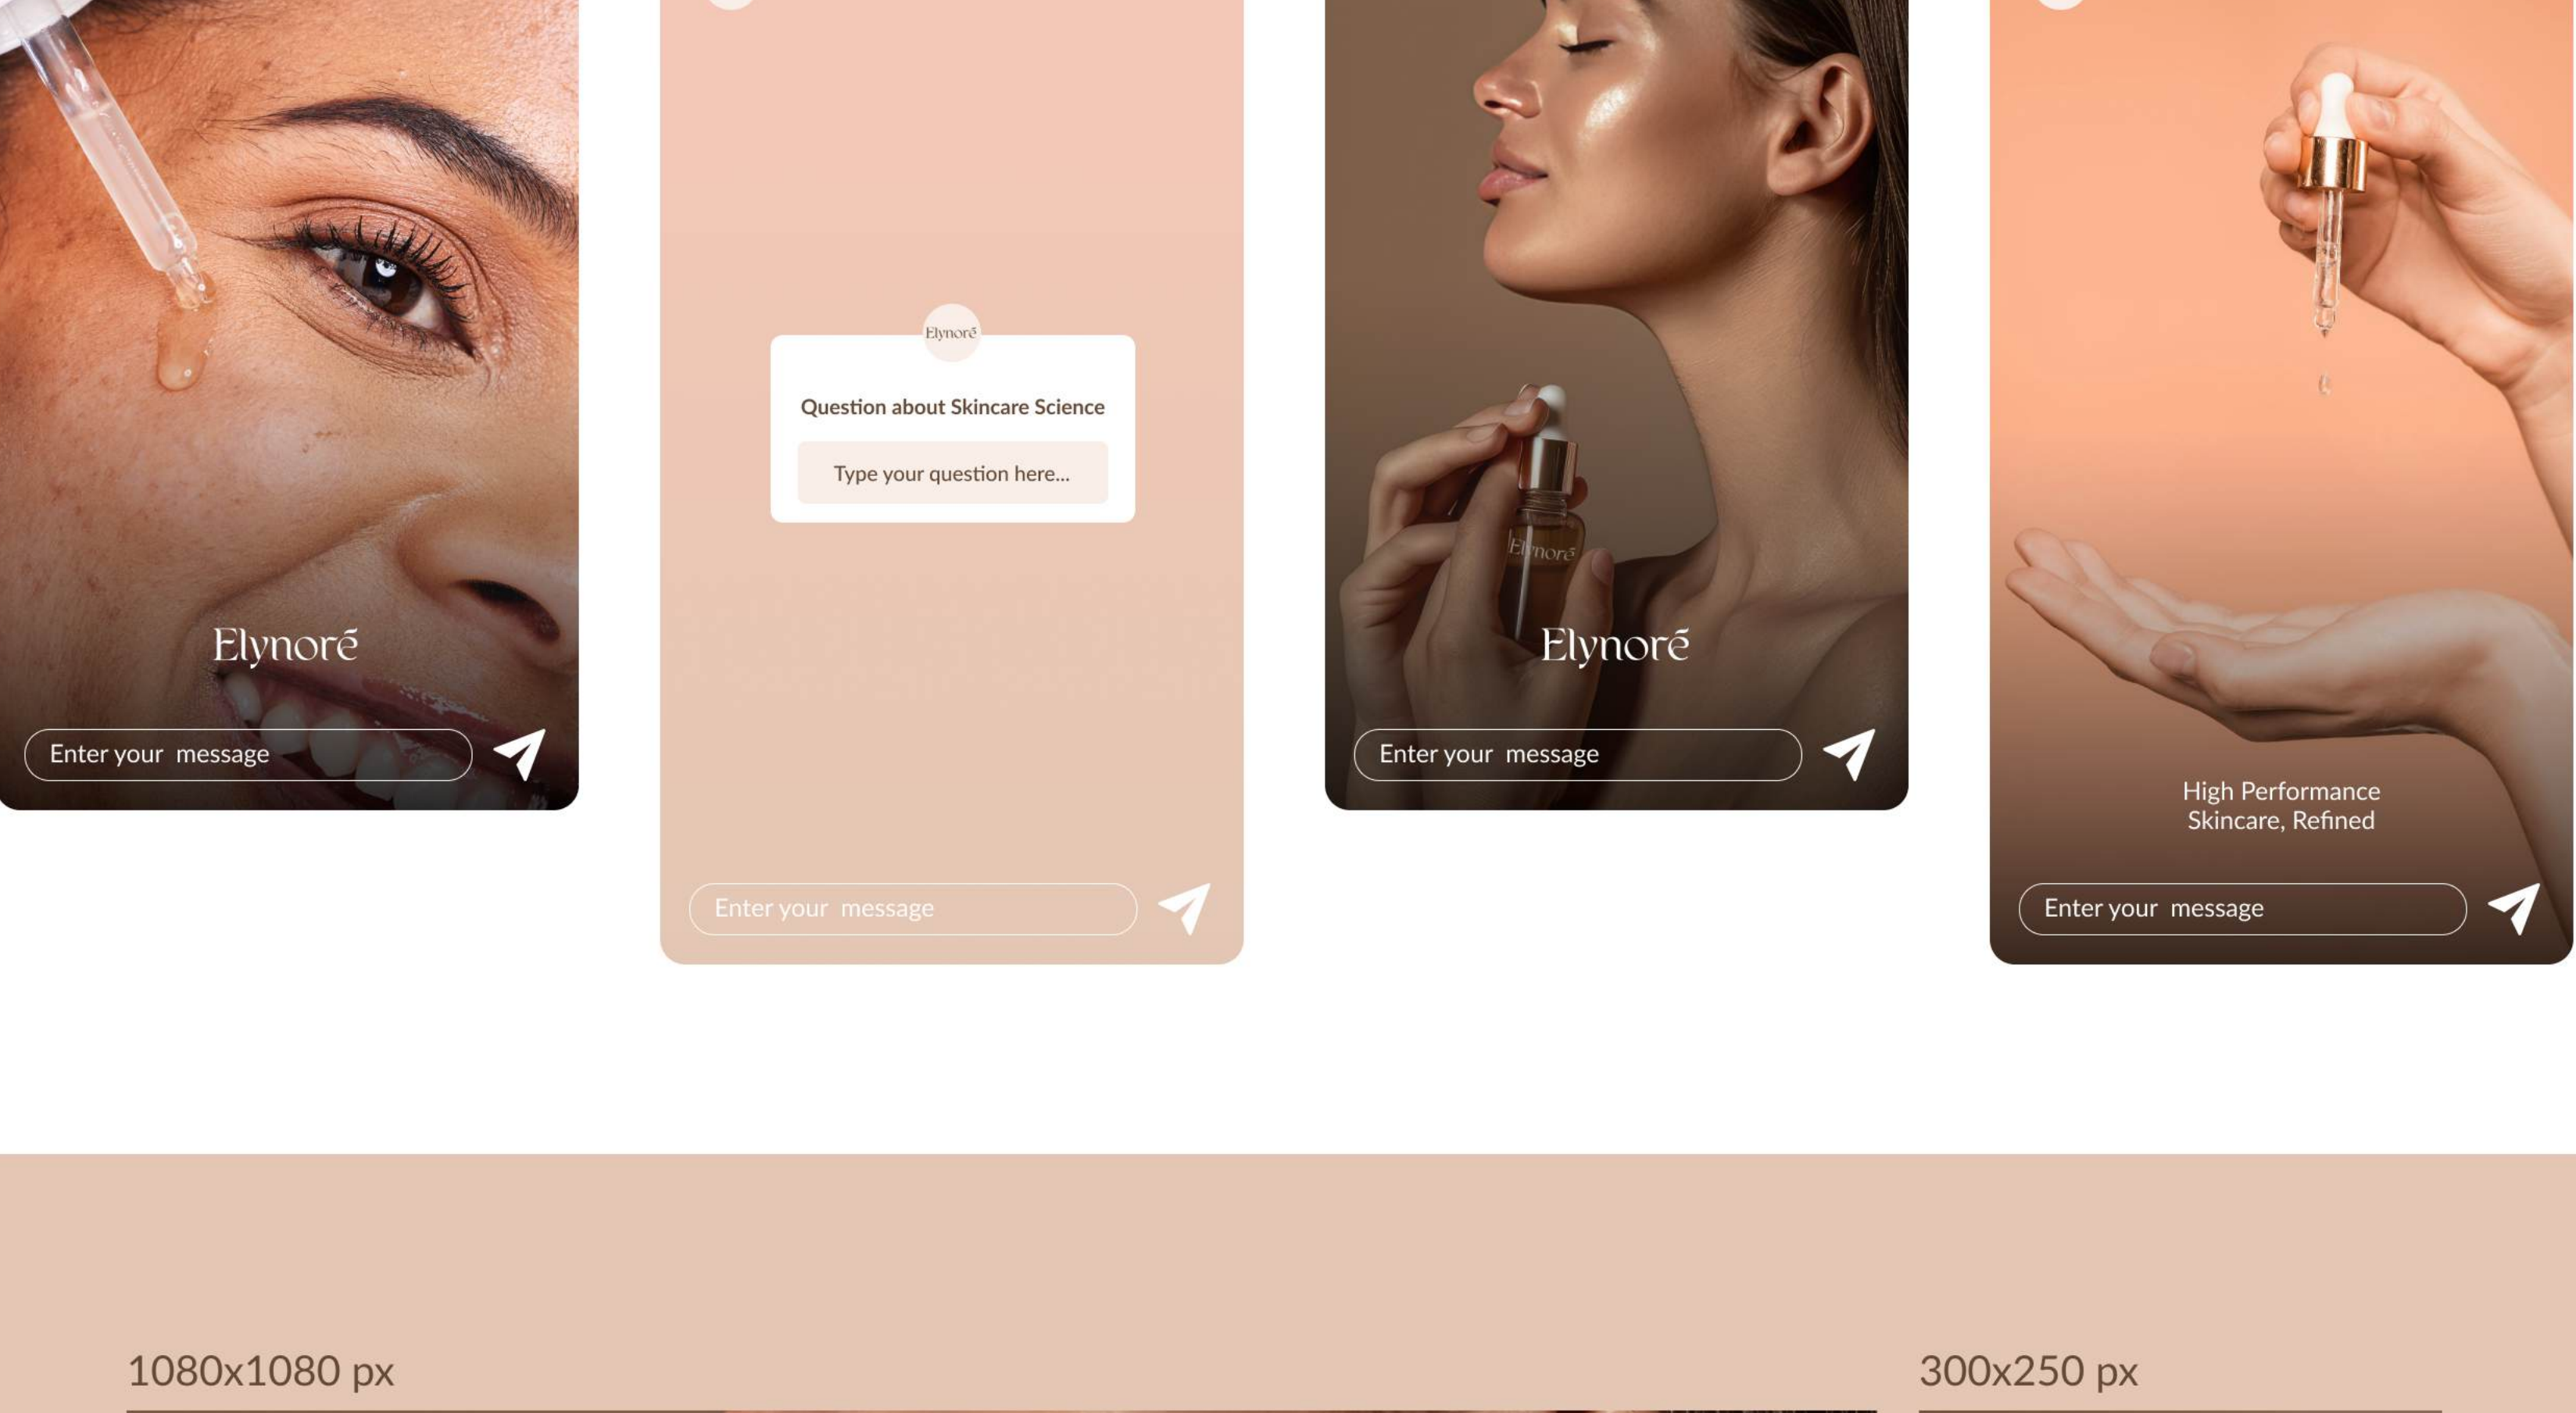 Elynoré
Enter your  message
Elynoré
Question about Skincare Science
Type your question here...
Enter your  message
Elynoré
Elynoré
Enter your  message
High Performance
Skincare, Refined
Enter your  message
1080x1080 px
300x250 px